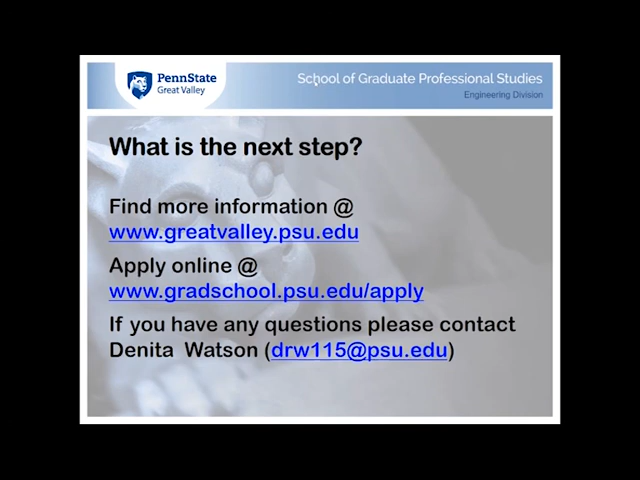 PennState
Great Valley
School of Graduate Professional Studies
Engineering Division
What is the next step?
Find more information @
www.greatvalley.psu.edu
Apply online @
www.gradschool.psu.edu/apply
If you have any questions please contact
Denita Watson (drw115@psu.edu)